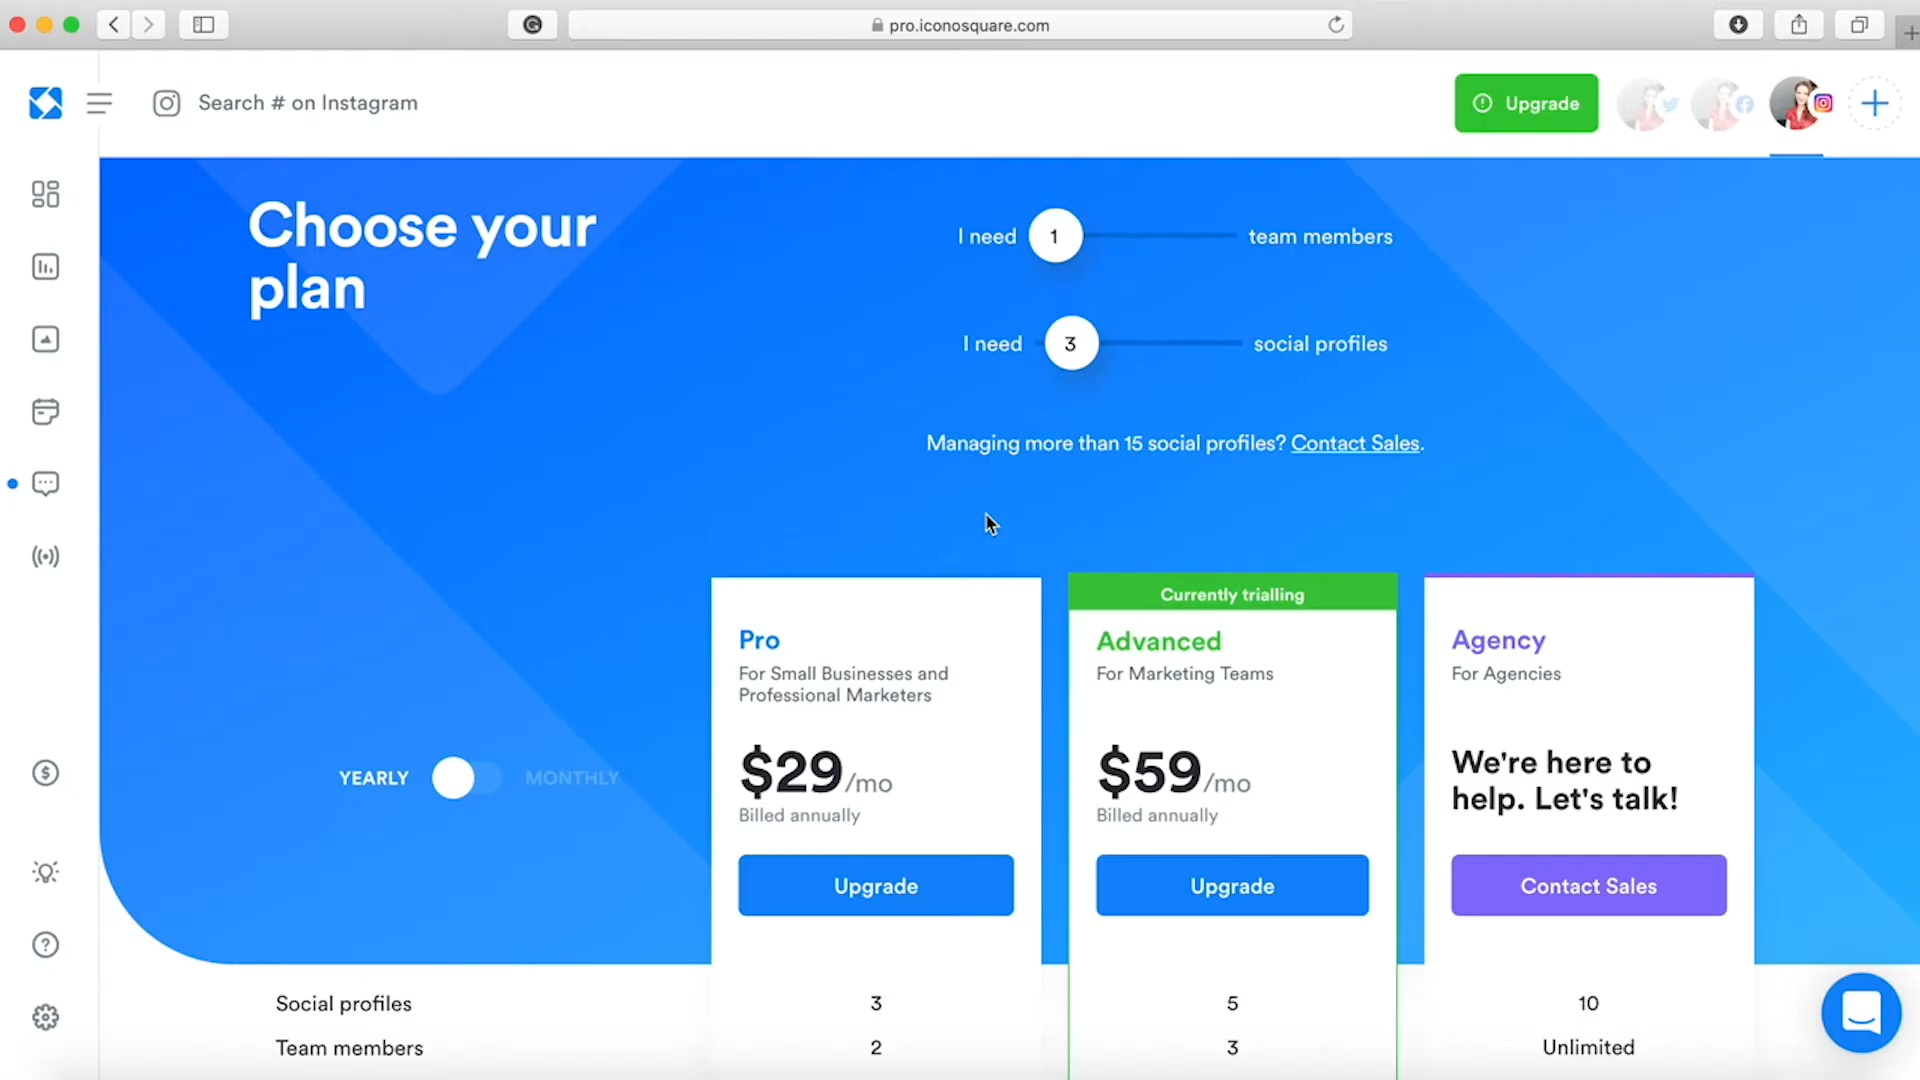 pro.iconosquare.com
Search # on Instagram
Upgrade
Choose your
plan
I need 1 team members
I need 3 social profiles
Managing more than 15 social profiles? Contact Sales.
Currently trialling
Pro
For Small Businesses and
Professional Marketers
$29/mo
Billed annually
Upgrade
Advanced
For Marketing Teams
$59/mo
Billed annually
Upgrade
Agency
For Agencies
We're here to
help. Let's talk!
Contact Sales
YEARLY MONTHLY
Social profiles 3 5 10
Team members 2 3 Unlimited